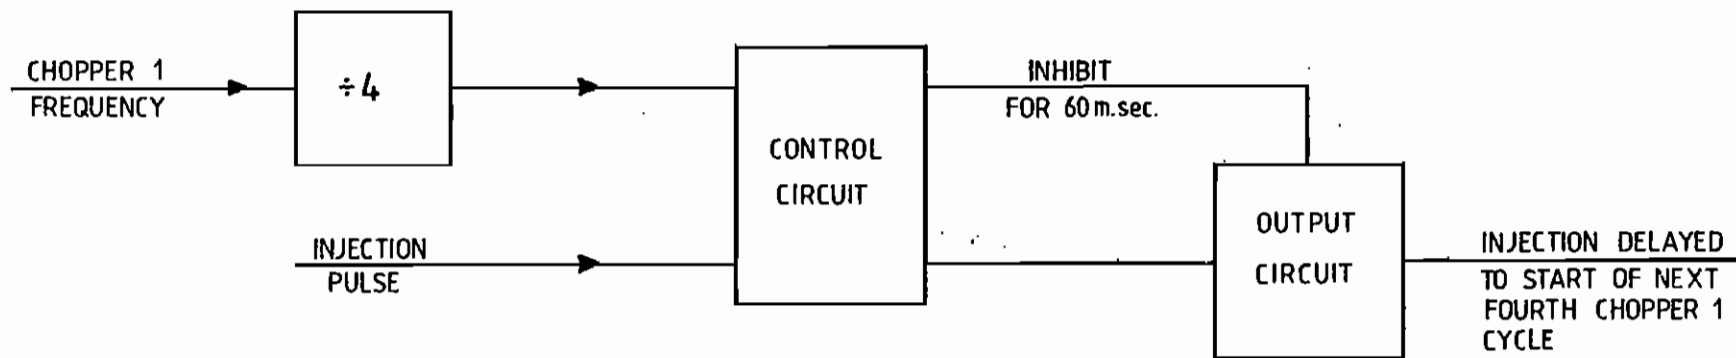 CHOPPER 1
FREQUENCY
÷4
INJECTION
PULSE
CONTROL
CIRCUIT
INHIBIT
FOR 60m.sec.
OUTPUT
CIRCUIT
INJECTION DELAYED
TO START OF NEXT
FOURTH CHOPPER 1
CYCLE